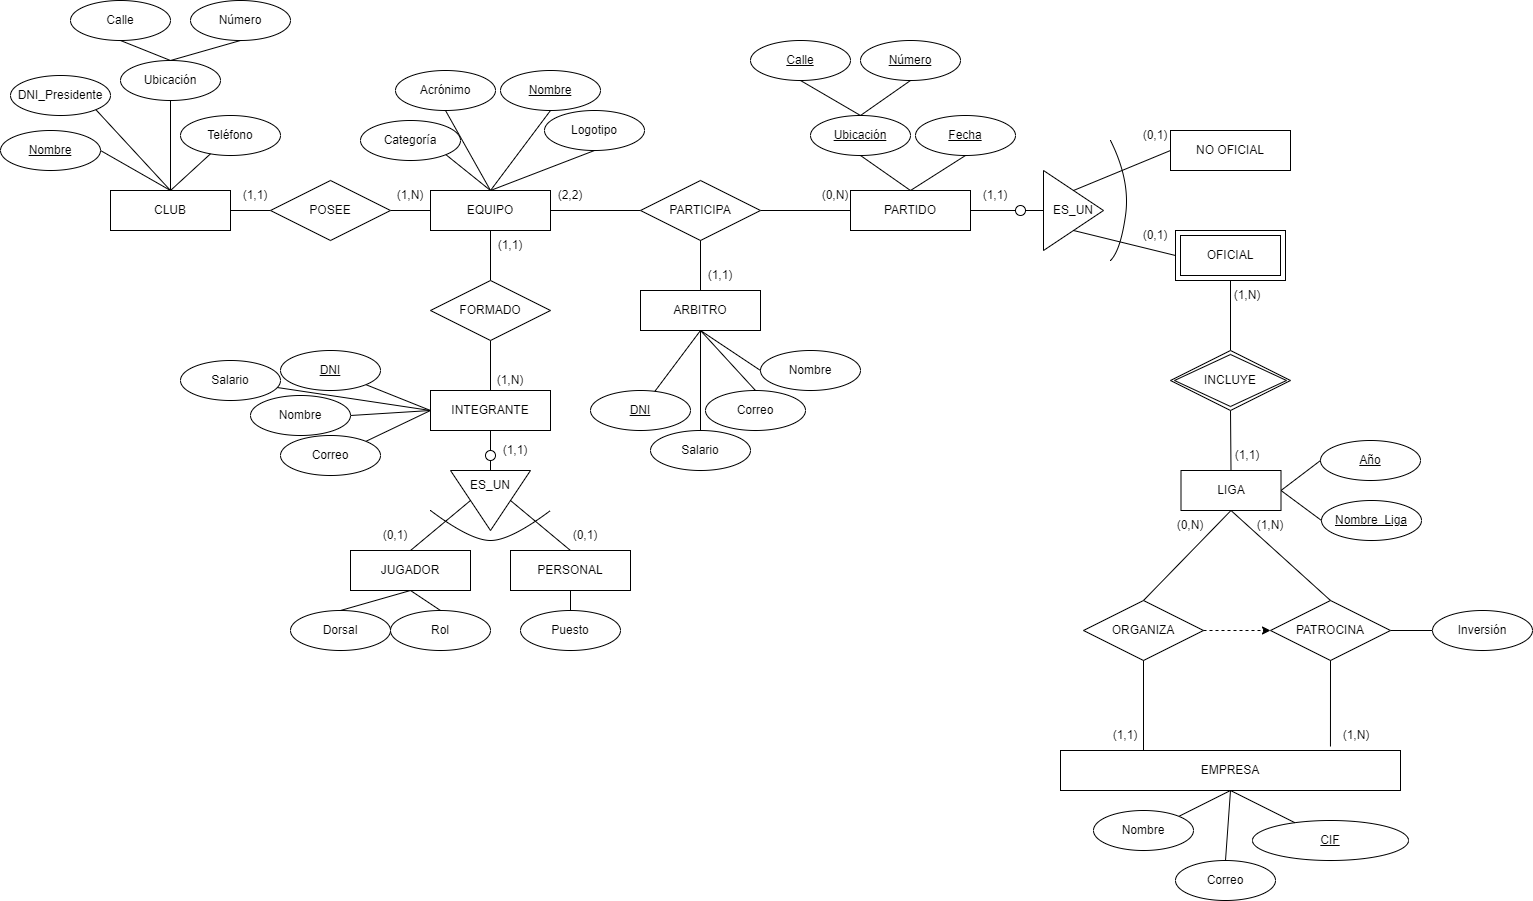 Calle
Número
Ubicación
DNI_Presidente
Nombre
Teléfono
CLUB
(1,1)
POSEE
(1,N)
Acrónimo
Nombre
Categoría
Logotipo
EQUIPO
(2,2)
PARTICIPA
(0,N)
Calle
Número
Ubicación
Fecha
PARTIDO
(1,1)
ES_UN
(0,1)
NO OFICIAL
(0,1)
OFICIAL
(1,1)
FORMADO
(1,N)
(1,1)
ARBITRO
DNI
Salario
Correo
Nombre
Salario
DNI
Nombre
Correo
INTEGRANTE
(1,1)
ES_UN
(0,1)
(0,1)
JUGADOR
PERSONAL
Dorsal
Rol
Puesto
(1,N)
INCLUYE
(1,1)
LIGA
Año
Nombre_Liga
(0,N)
(1,N)
ORGANIZA
PATROCINA
Inversión
(1,1)
(1,N)
EMPRESA
Nombre
CIF
Correo